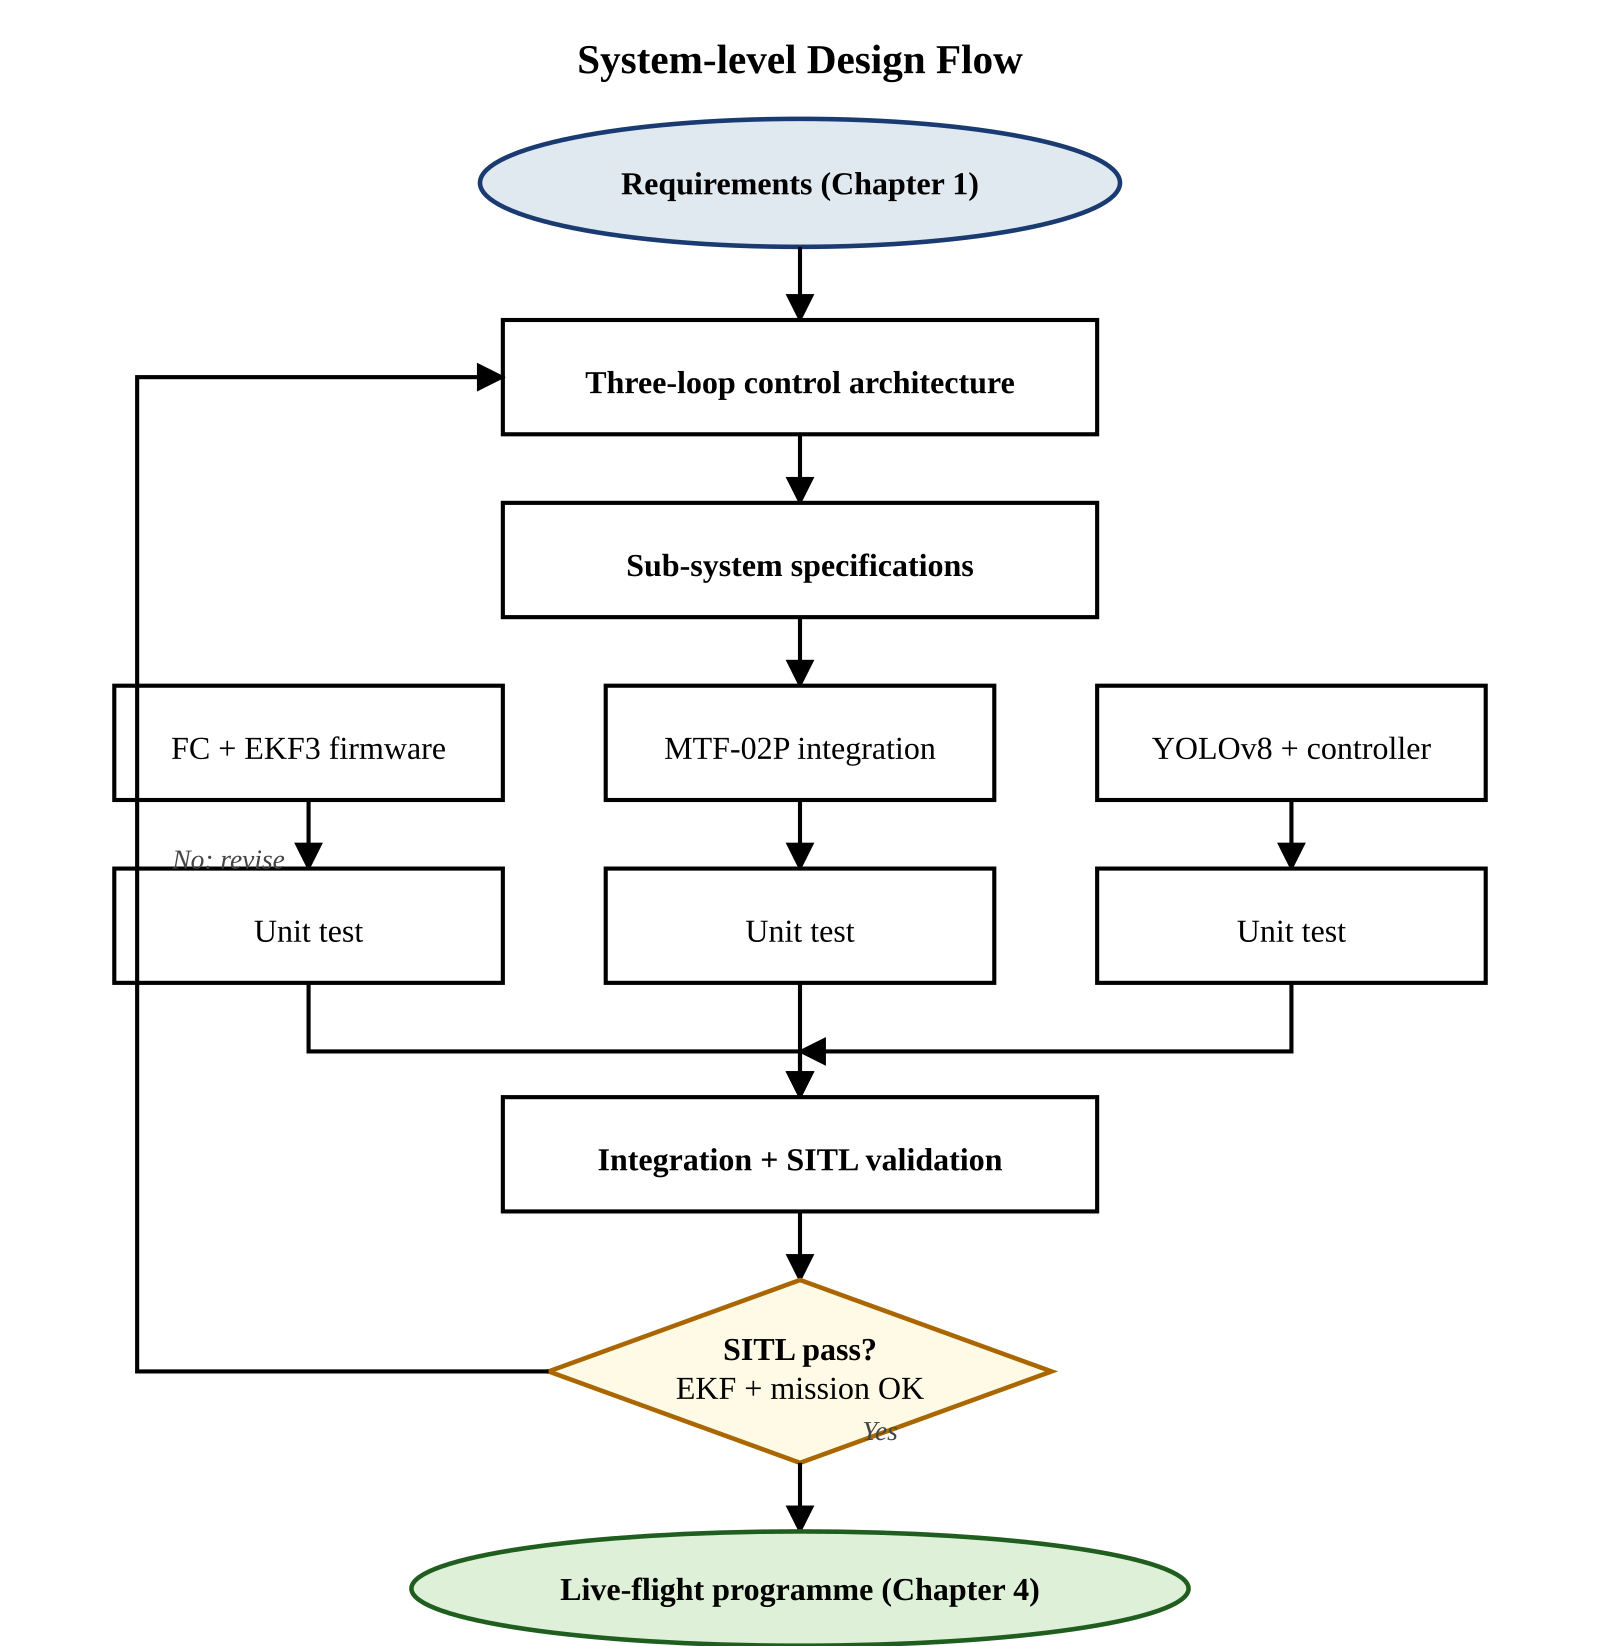 System-level Design Flow
Requirements (Chapter 1)
Three-loop control architecture
Sub-system specifications
FC + EKF3 firmware
MTF-02P integration
YOLOv8 + controller
No: revise
Unit test
Unit test
Unit test
Integration + SITL validation
SITL pass?
EKF + mission OK
Yes
Live-flight programme (Chapter 4)